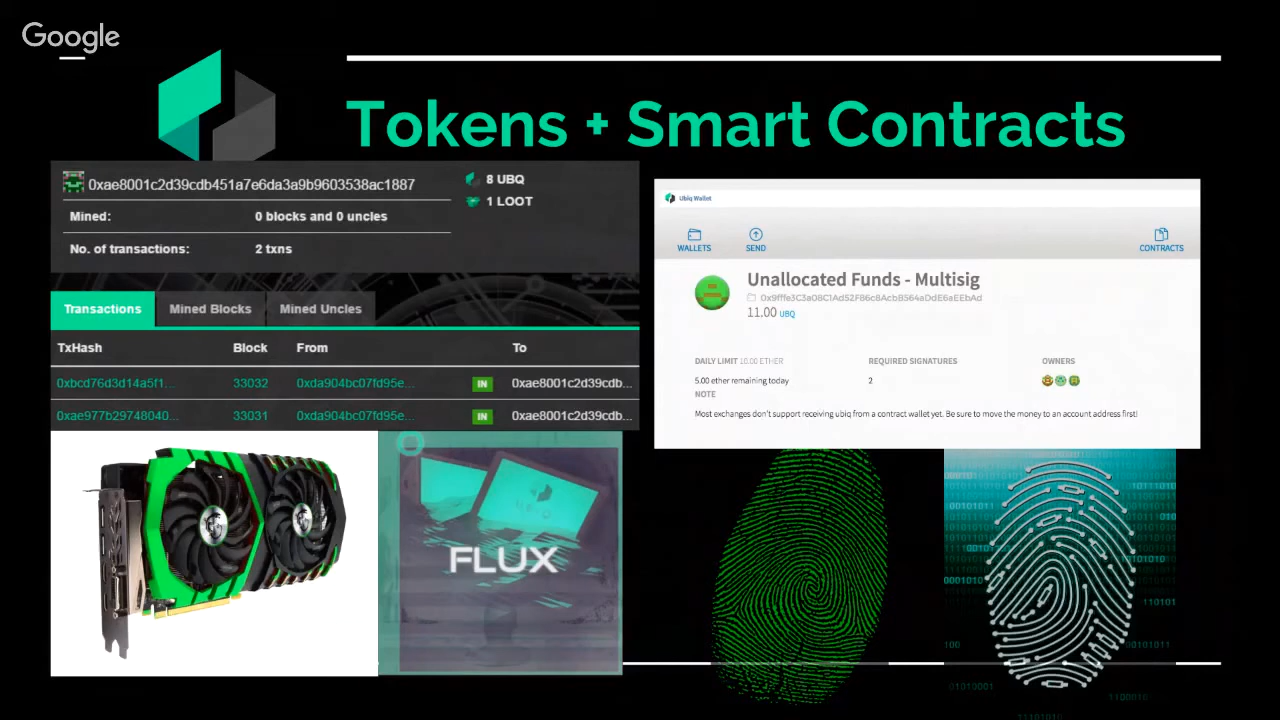 Google
Tokens + Smart Contracts
0xae8001c2d39cdb451a7e6da3a9b9603538ac1887
8 UBQ
1 LOOT
Mined: 0 blocks and 0 uncles
No. of transactions: 2 txns
Transactions Mined Blocks Mined Uncles
TxHash Block From To
0xbcd76d3d14a5f1... 33032 0xda904bc07fd95e... IN 0xae8001c2d39cdb...
0xae977b29748040... 33031 0xda904bc07fd95e... IN 0xae8001c2d39cdb...
Ubiq Wallet
WALLETS SEND CONTRACTS
Unallocated Funds - Multisig
0x9fffe3C3a08C1Ad52F86c8AcbB564aDdE6aEEbAd
11.00 UBQ
DAILY LIMIT 10.00 ETHER REQUIRED SIGNATURES OWNERS
5.00 ether remaining today 2
NOTE
Most exchanges don't support receiving ubiq from a contract wallet yet. Be sure to move the money to an account address first!
FLUX